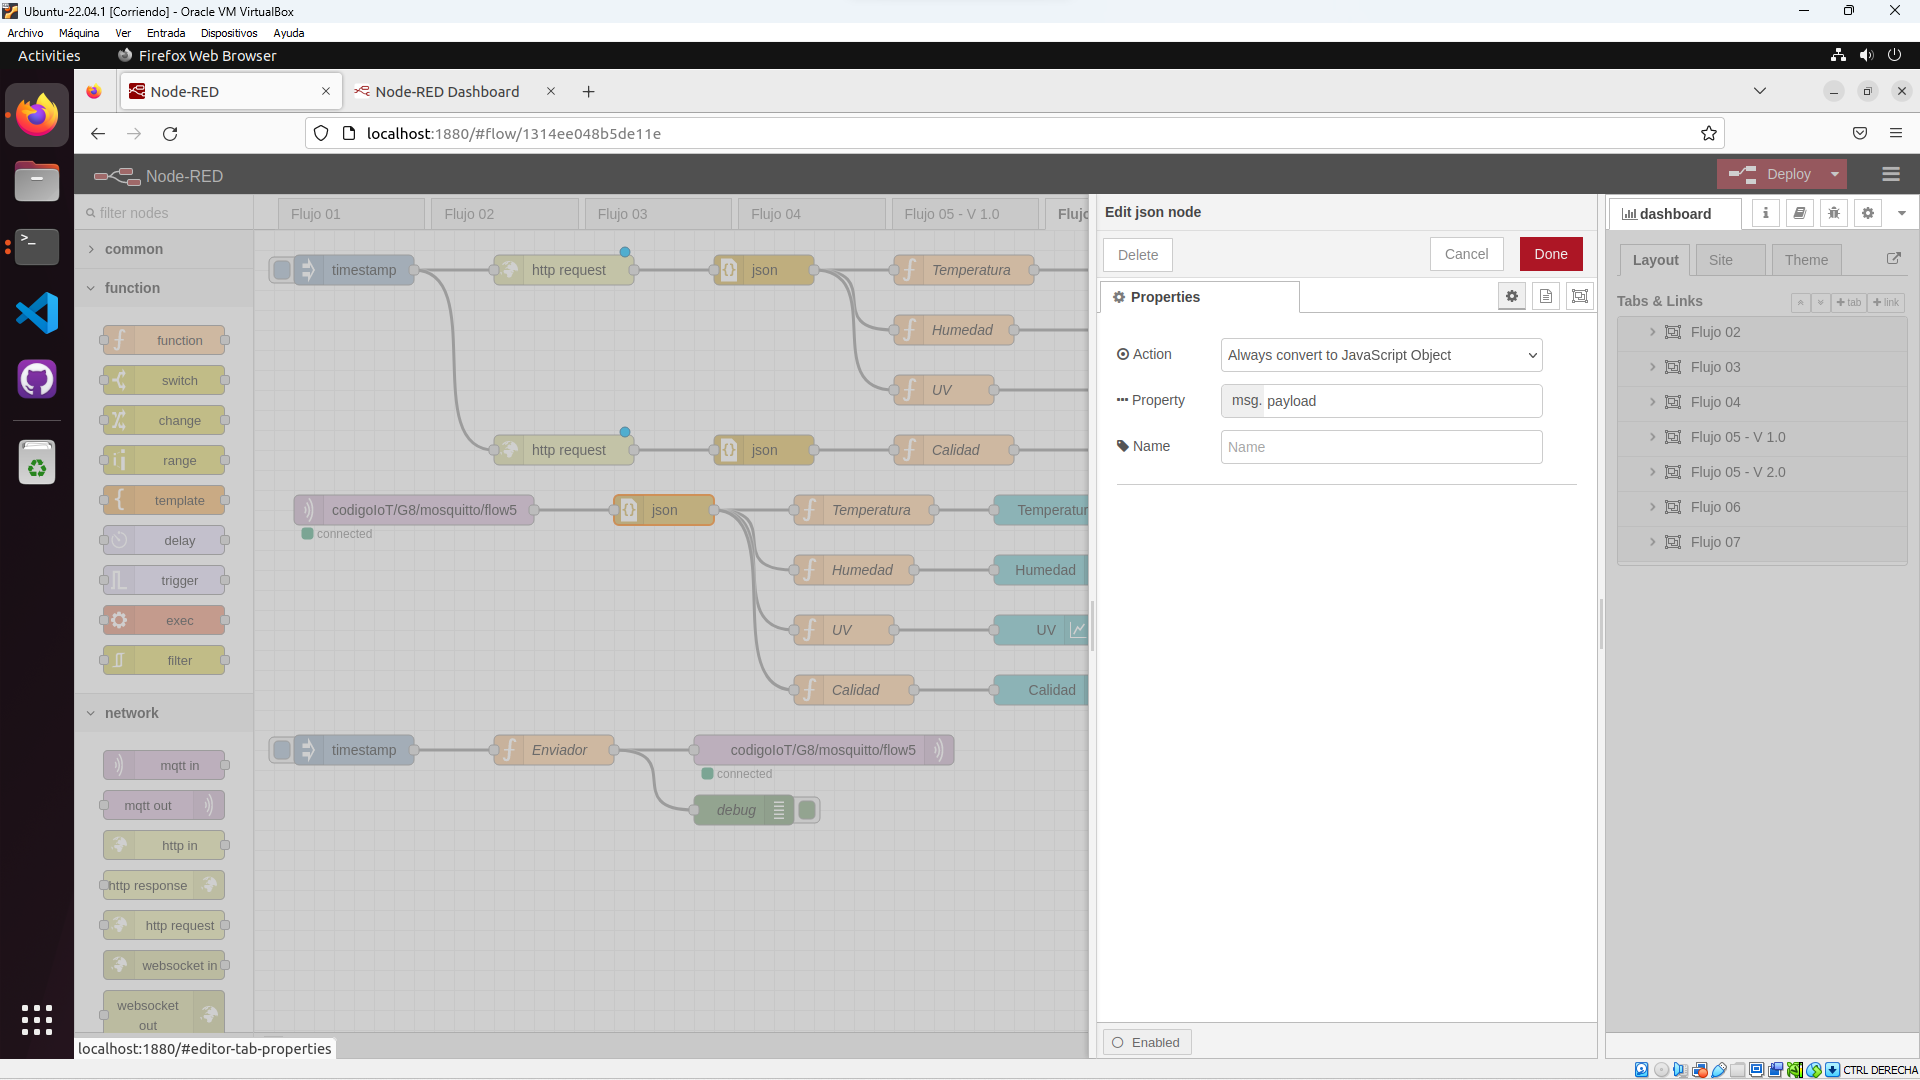 Ubuntu-22.04.1 [Corriendo] - Oracle VM VirtualBox
Archivo Máquina Ver Entrada Dispositivos Ayuda
Activities Firefox Web Browser
Node-RED
Node-RED Dashboard
localhost:1880/#flow/1314ee048b5de11e
Node-RED
Deploy
filter nodes
common
function
function
switch
change
range
template
delay
trigger
exec
filter
network
mqtt in
mqtt out
http in
http response
http request
websocket in
websocket
out
localhost:1880/#editor-tab-properties
Flujo 01
Flujo 02
Flujo 03
Flujo 04
Flujo 05 - V 1.0
Flujo
timestamp
http request
json
Temperatura
Humedad
UV
http request
json
Calidad
codigoIoT/G8/mosquitto/flow5
connected
json
Temperatura
Temperatur
Humedad
Humedad
UV
UV
Calidad
Calidad
timestamp
Enviador
codigoIoT/G8/mosquitto/flow5
connected
debug
Edit json node
Delete
Cancel
Done
Properties
Action
Always convert to JavaScript Object
Property
msg. payload
Name
Name
Enabled
dashboard
Layout
Site
Theme
Tabs & Links
tab
link
Flujo 02
Flujo 03
Flujo 04
Flujo 05 - V 1.0
Flujo 05 - V 2.0
Flujo 06
Flujo 07
CTRL DERECHA